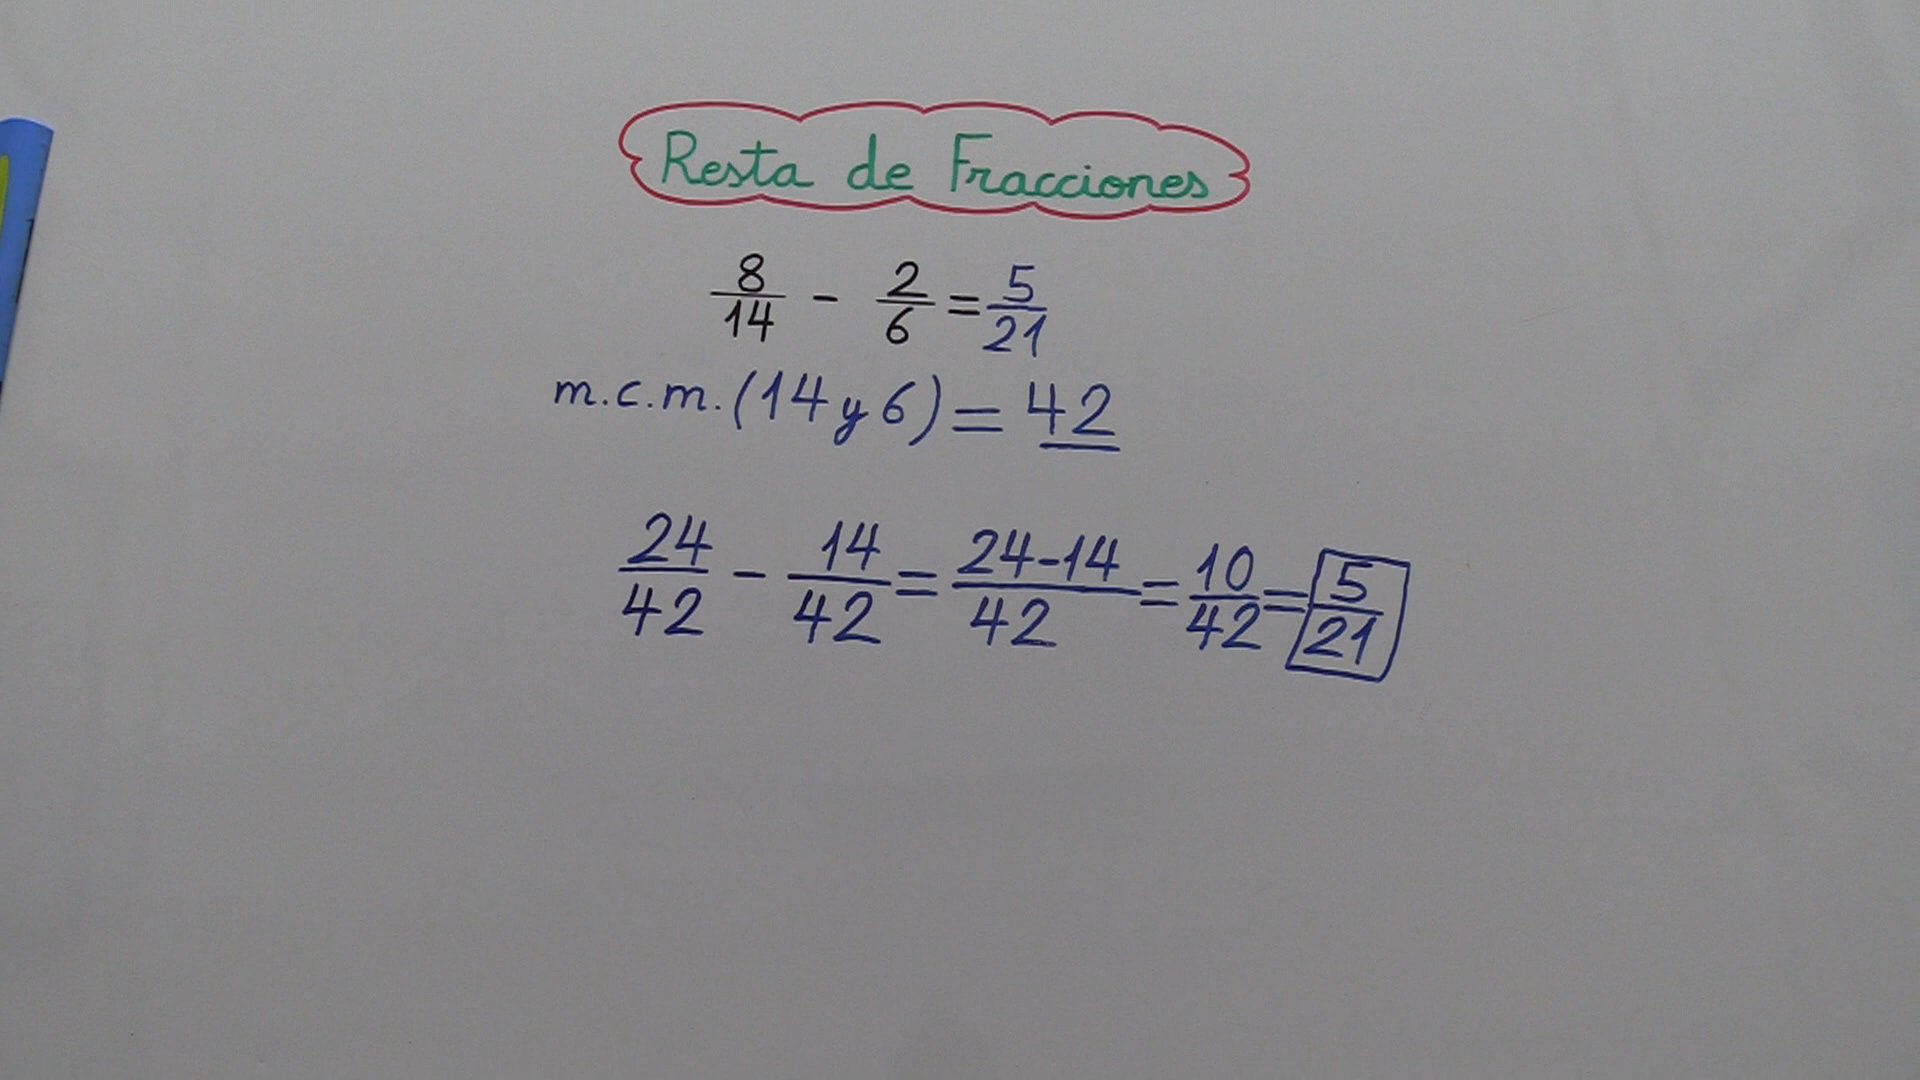 Resta de Fracciones
8/14 - 2/6 = 5/21
m.c.m. (14 y 6) = 42
24/42 - 14/42 = 24-14/42 = 10/42 = 5/21